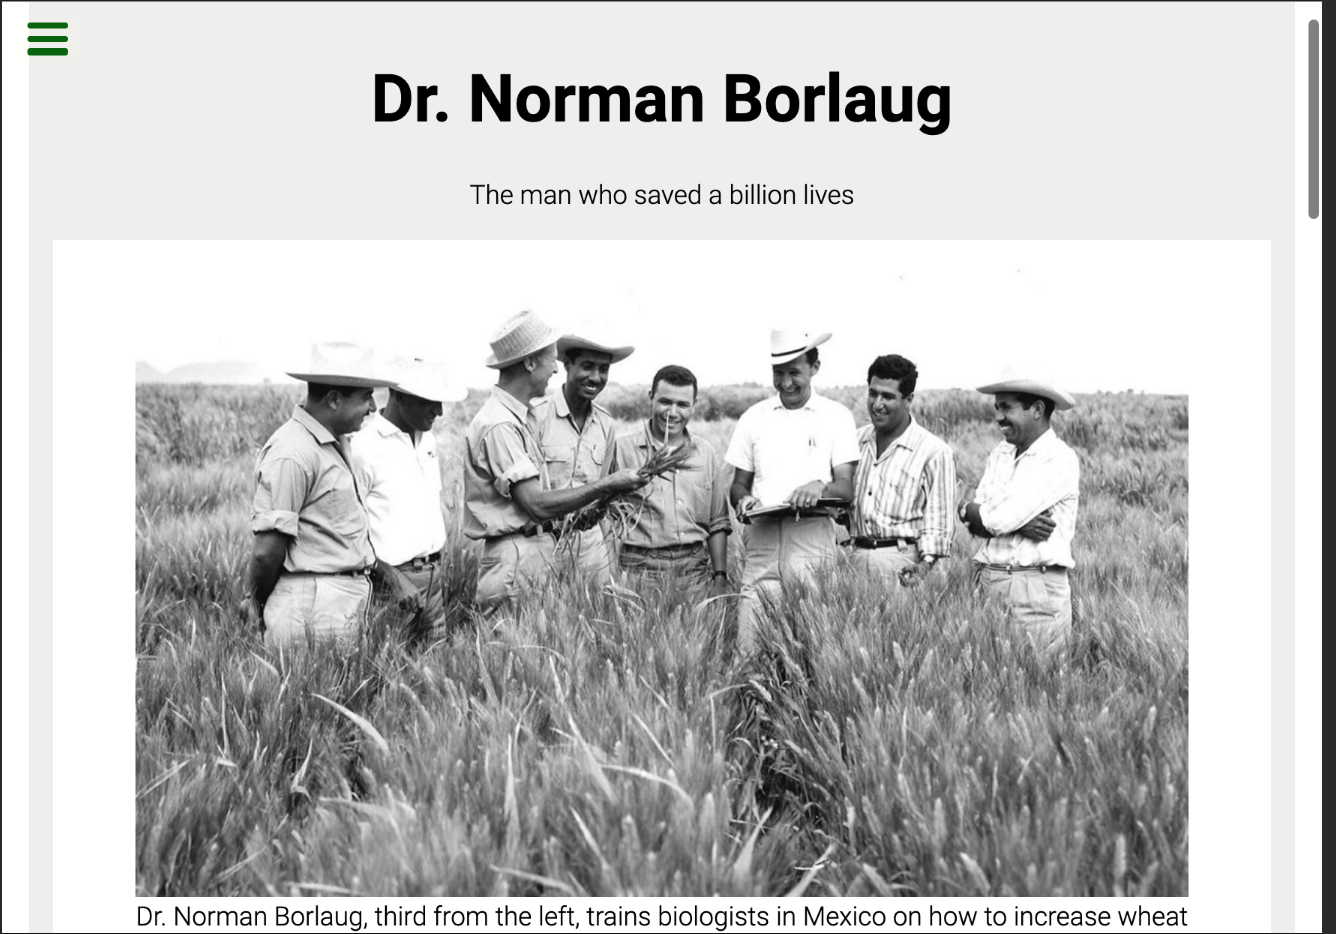 Dr. Norman Borlaug
The man who saved a billion lives
Dr. Norman Borlaug, third from the left, trains biologists in Mexico on how to increase wheat